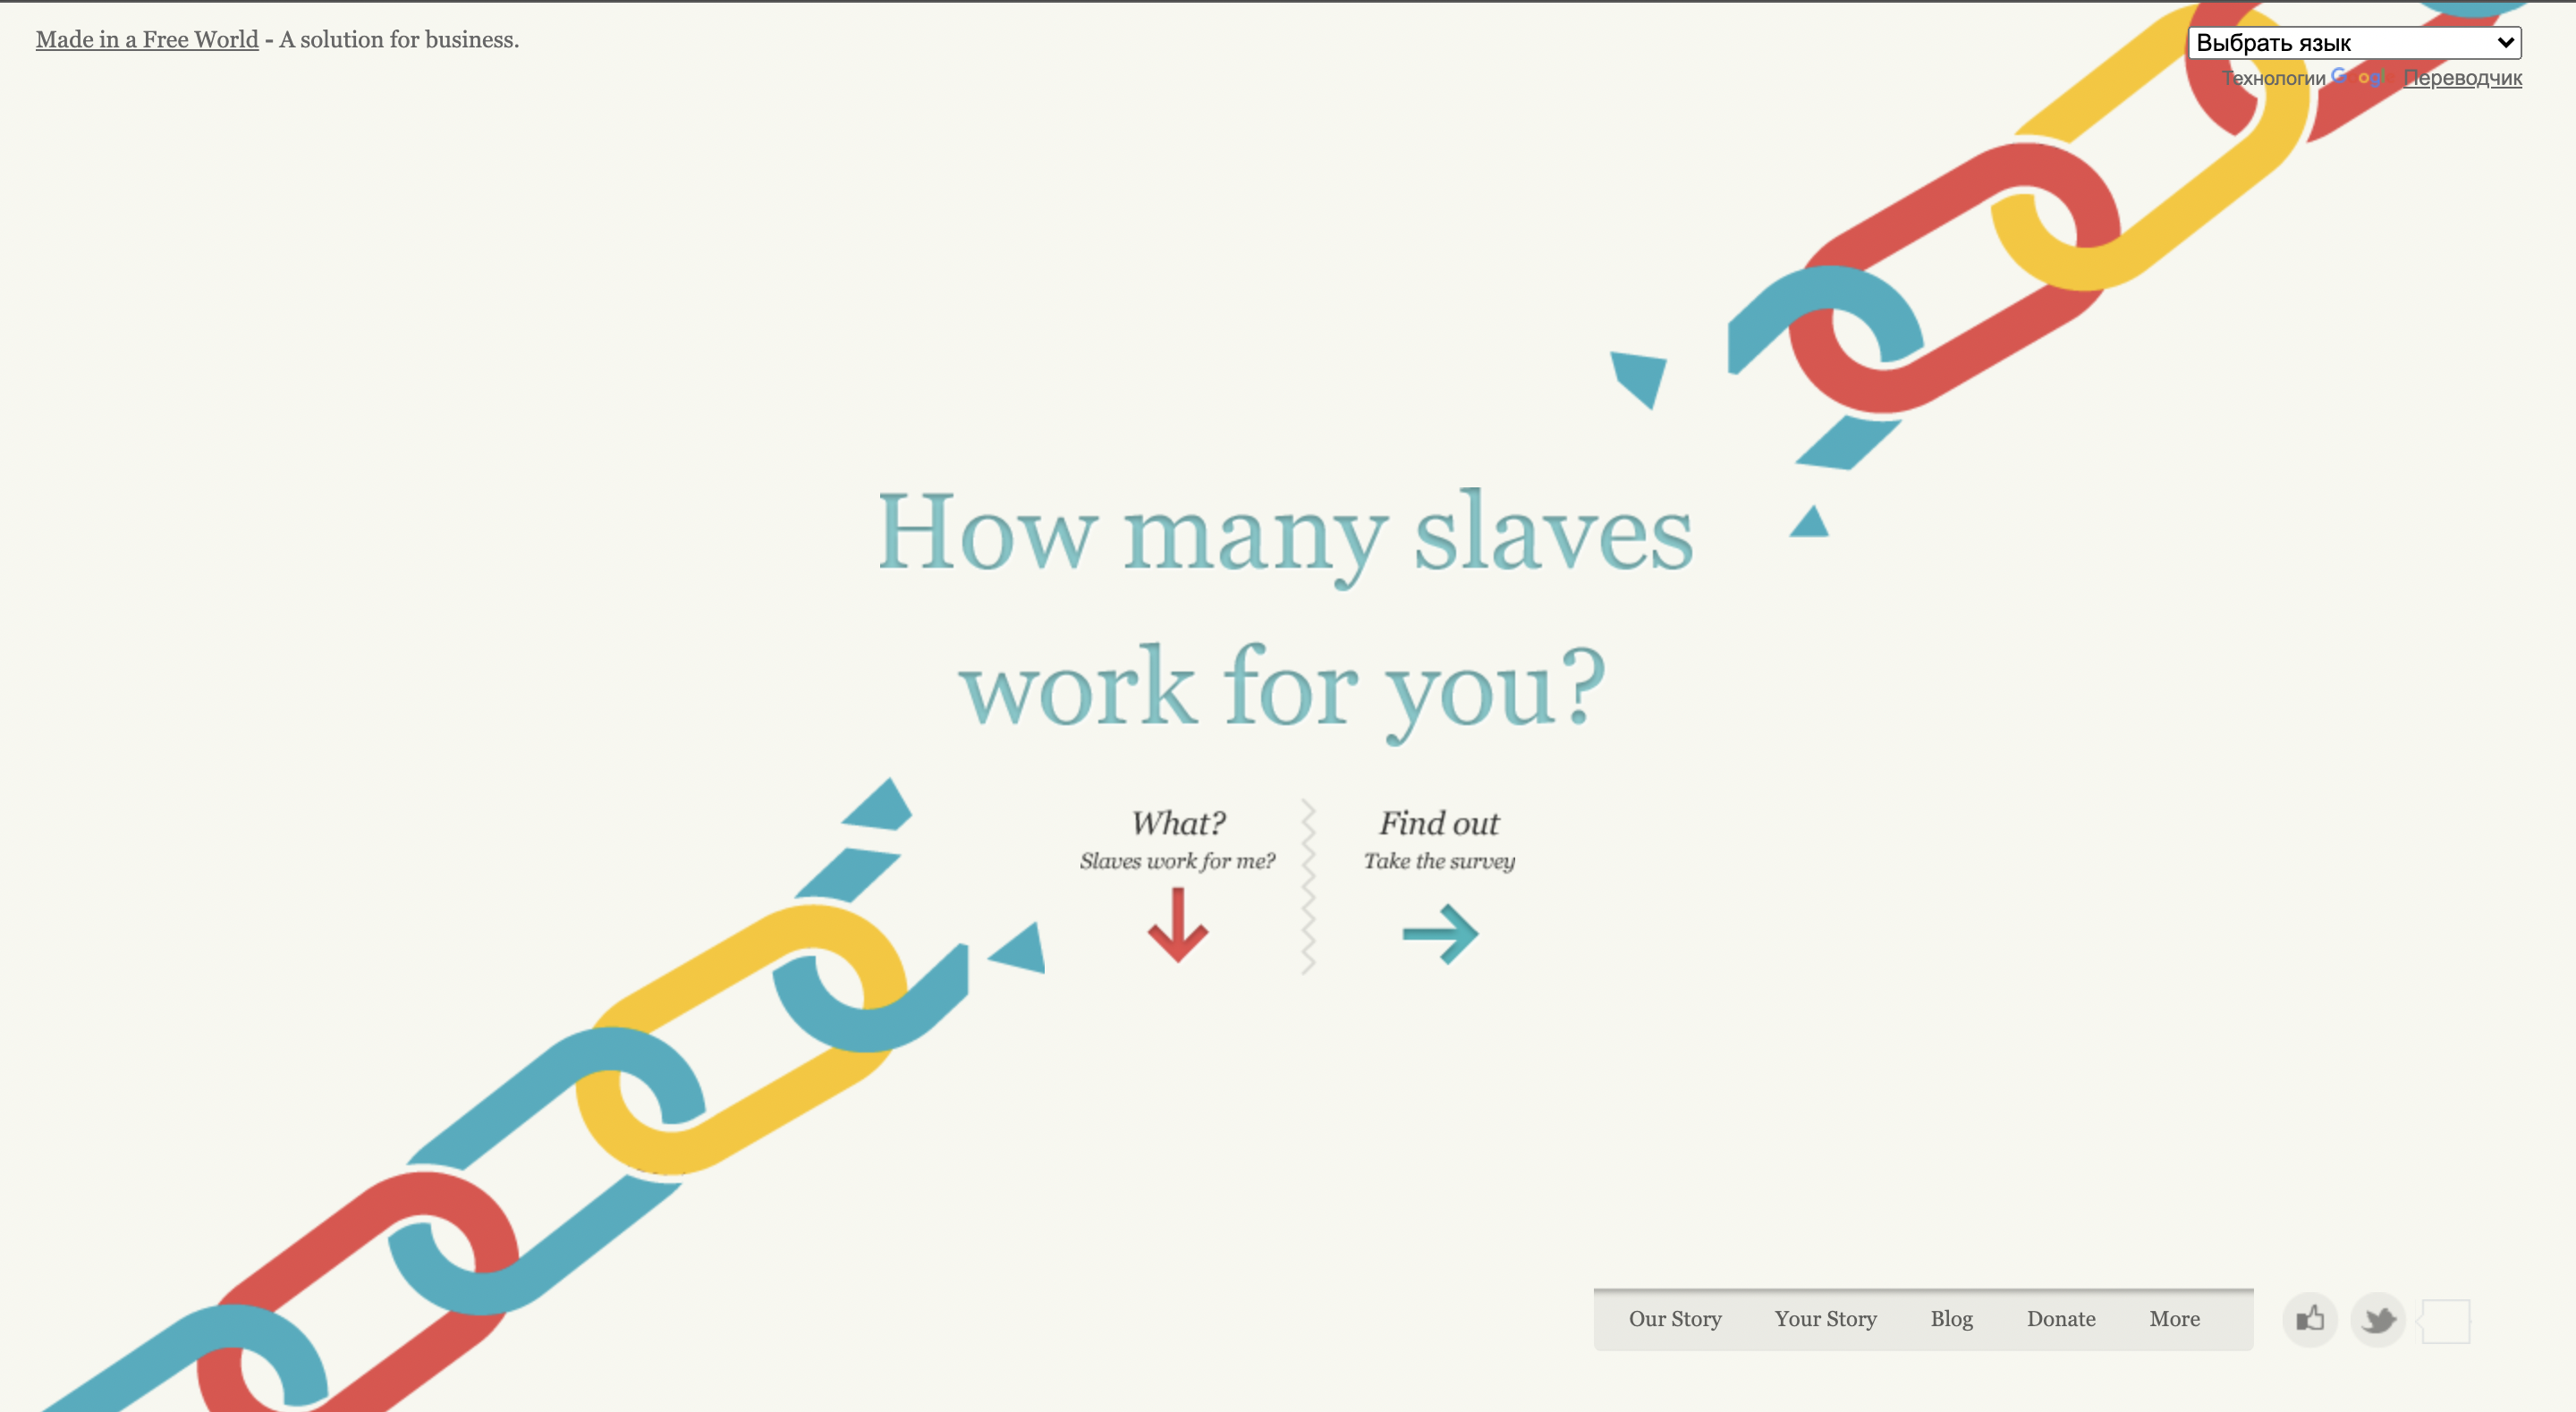 Made in a Free World - A solution for business.
Выбрать язык
Технологии Переводчик
How many slaves
work for you?
What?
Slaves work for me?
Find out
Take the survey
Our Story
Your Story
Blog
Donate
More